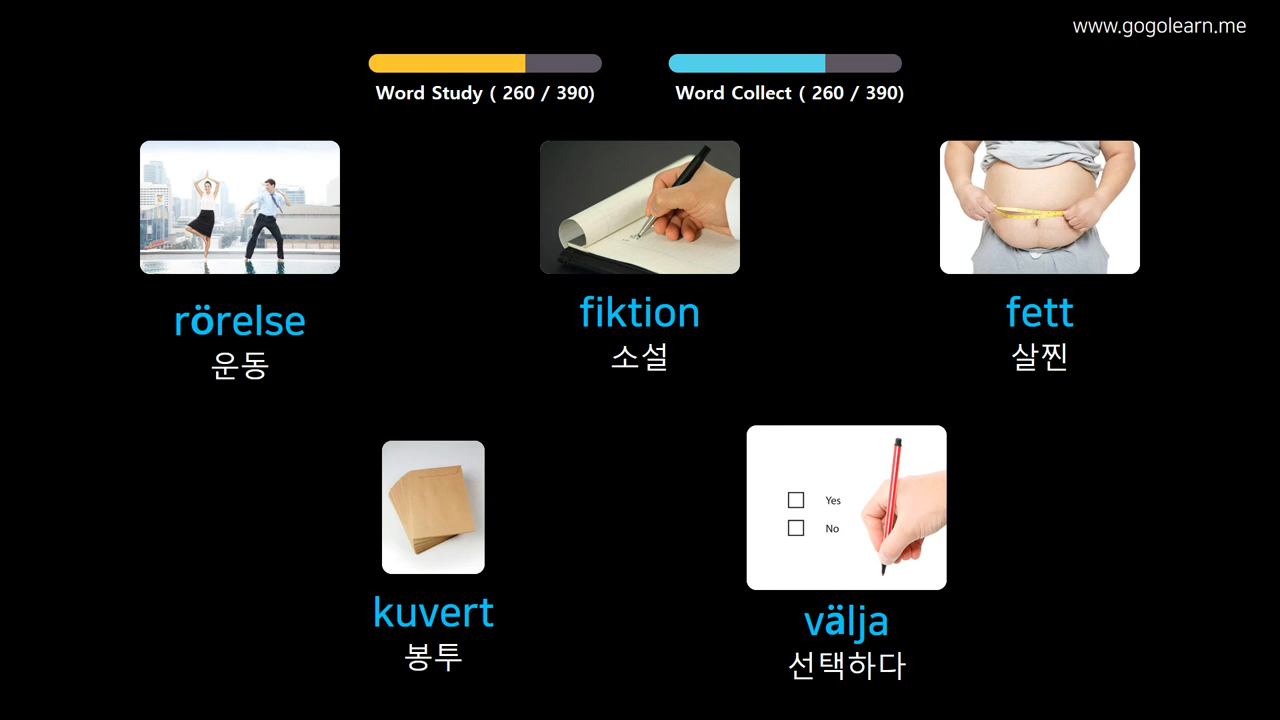 www.gogolearn.me
Word Study ( 260 / 390)
Word Collect ( 260 / 390)
rörelse
운동
fiktion
소설
fett
살찐
kuvert
봉투
Yes
No
välja
선택하다